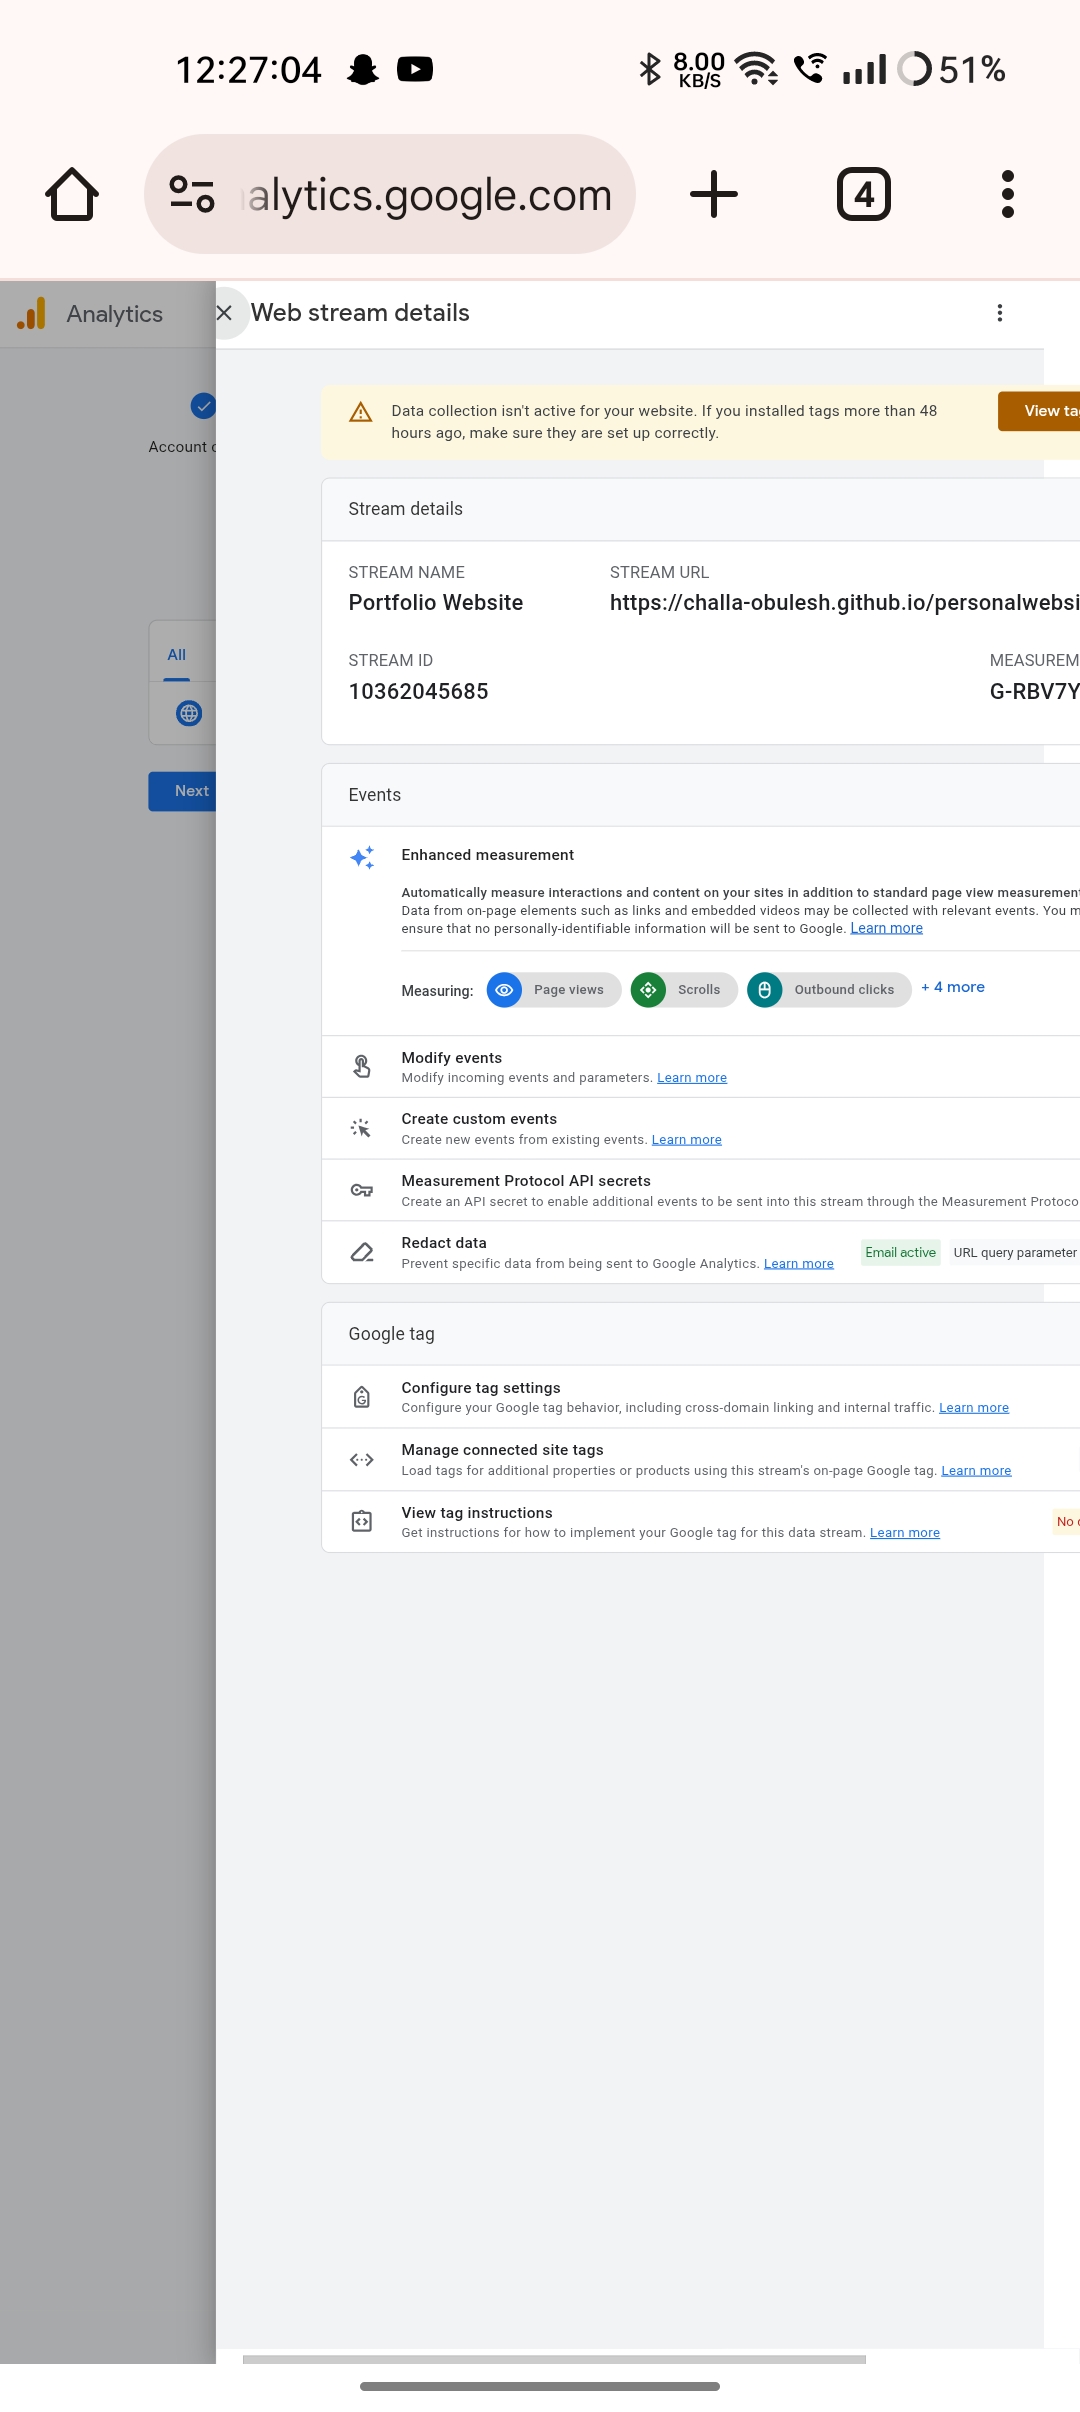 12:27:04
8.00
KB/S
51%
alytics.google.com
4
Analytics
Web stream details
Data collection isn't active for your website. If you installed tags more than 48
hours ago, make sure they are set up correctly.
View
Account
Stream details
STREAM NAME
STREAM URL
Portfolio Website
https://challa-obulesh.github.io/personalwebsi
STREAM ID
MEASUREM
10362045685
G-RBV7Y
All
Next
Events
Enhanced measurement
Automatically measure interactions and content on your sites in addition to standard page view measurement
Data from on-page elements such as links and embedded videos may be collected with relevant events. You m
ensure that no personally-identifiable information will be sent to Google. Learn more
Measuring:
Page views
Scrolls
Outbound clicks
+ 4 more
Modify events
Modify incoming events and parameters. Learn more
Create custom events
Create new events from existing events. Learn more
Measurement Protocol API secrets
Create an API secret to enable additional events to be sent into this stream through the Measurement Protoco
Redact data
Prevent specific data from being sent to Google Analytics. Learn more
Email active
URL query parameter
Google tag
Configure tag settings
Configure your Google tag behavior, including cross-domain linking and internal traffic. Learn more
Manage connected site tags
Load tags for additional properties or products using this stream's on-page Google tag. Learn more
View tag instructions
Get instructions for how to implement your Google tag for this data stream. Learn more
No